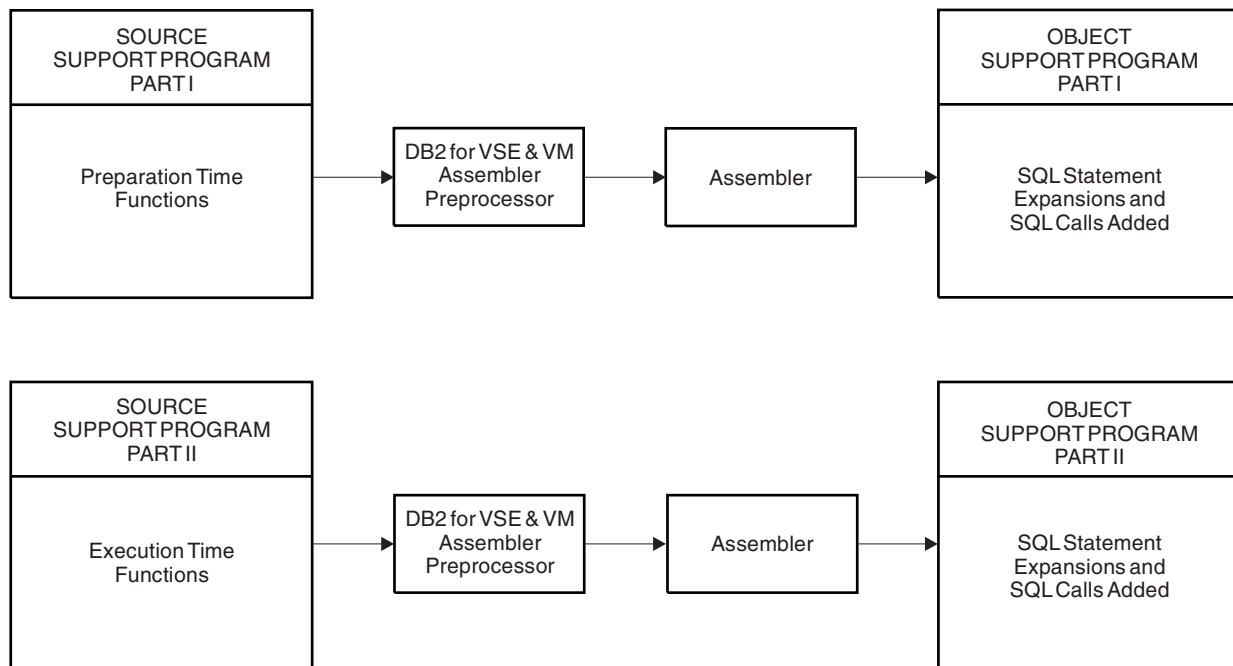 SOURCE
SUPPORT PROGRAM
PART I
Preparation Time
Functions
DB2 for VSE & VM
Assembler
Preprocessor
Assembler
OBJECT
SUPPORT PROGRAM
PART I
SQL Statement
Expansions and
SQL Calls Added
SOURCE
SUPPORT PROGRAM
PART II
Execution Time
Functions
DB2 for VSE & VM
Assembler
Preprocessor
Assembler
OBJECT
SUPPORT PROGRAM
PART II
SQL Statement
Expansions and
SQL Calls Added